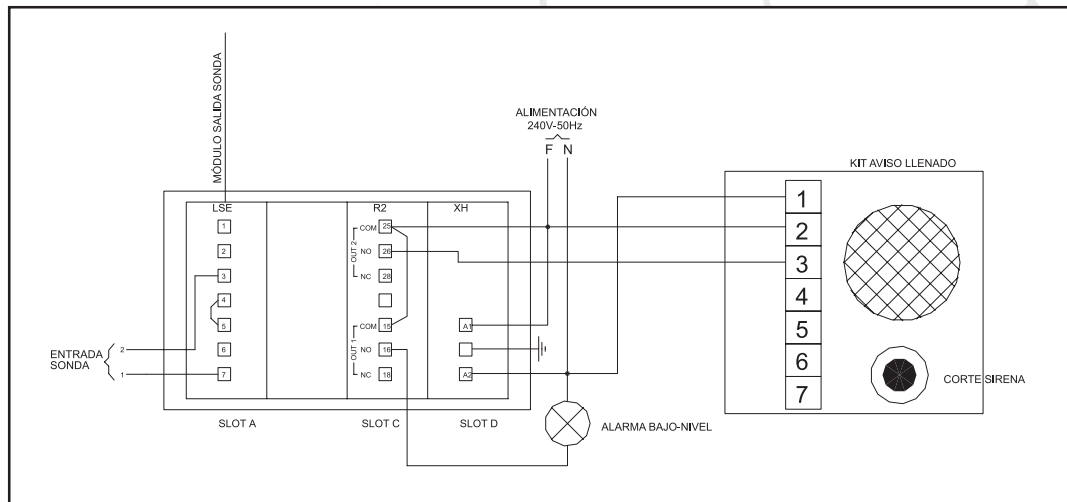 MÓDULO SALIDA SONDA
ALIMENTACIÓN
240V-50Hz
F N
KIT AVISO LLENADO
LSE
R2
XH
1
2
3
4
5
6
7
OUT 2
COM 25
NO 26
NC 28
OUT 1
COM 15
NO 16
NC 18
A1
A2
ENTRADA
SONDA
2
1
SLOT A
SLOT C
SLOT D
ALARMA BAJO-NIVEL
1
2
3
4
5
6
7
CORTE SIRENA